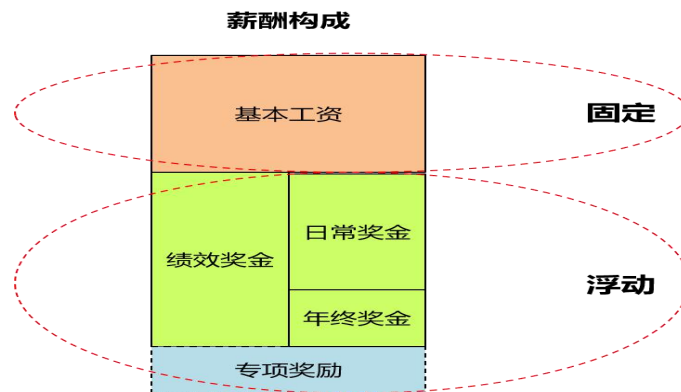 薪酬构成
基本工资
固定
日常奖金
绩效奖金
浮动
年终奖金
专项奖励